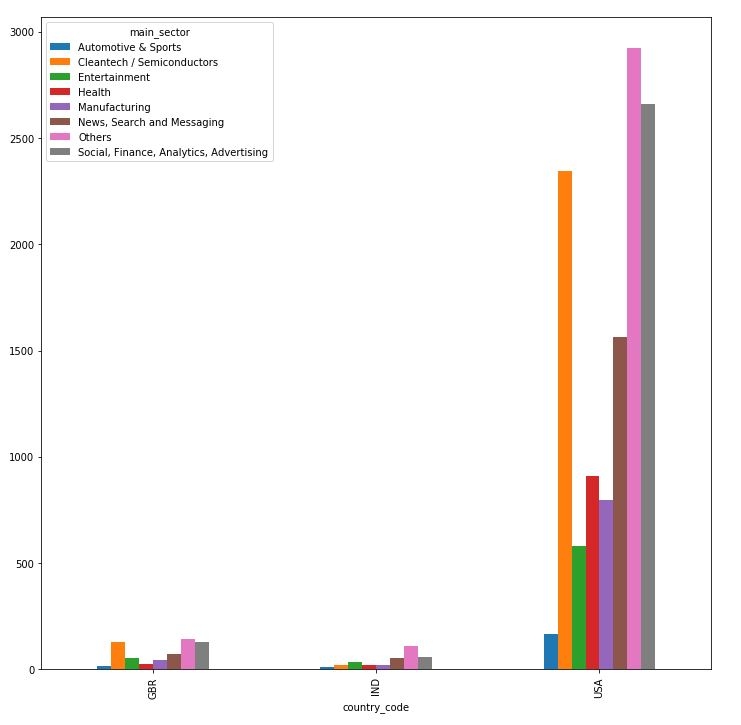 main_sector
Automotive & Sports
Cleantech / Semiconductors
Entertainment
Health
Manufacturing
News, Search and Messaging
Others
Social, Finance, Analytics, Advertising
3000
2500
2000
1500
1000
500
0
GBR
IND
USA
country_code